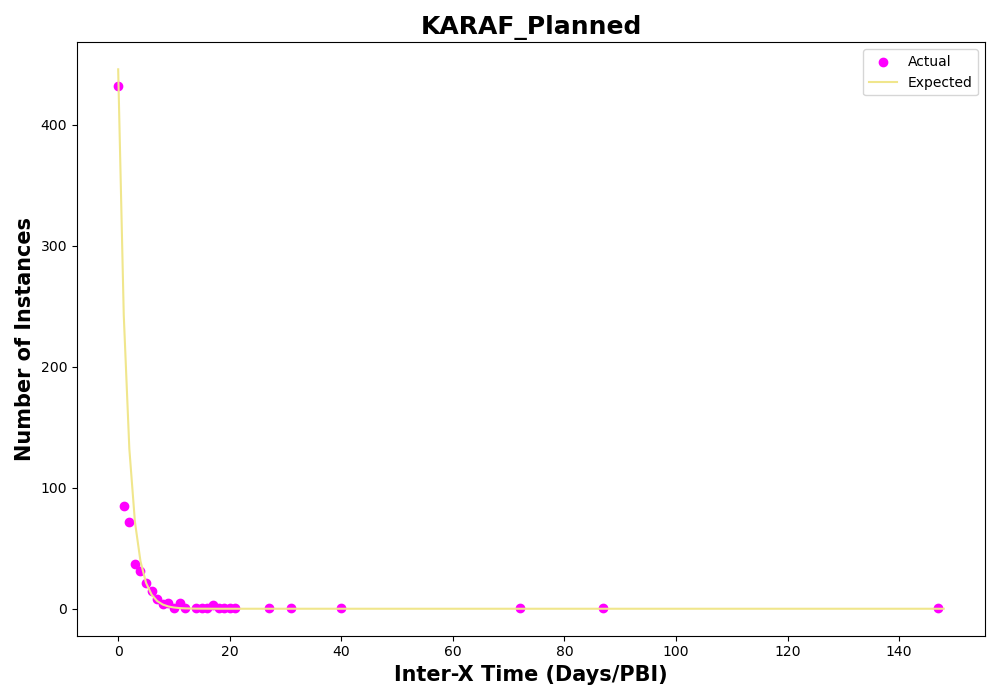 KARAF_Planned
Actual
Expected
400
300
200
100
0
Number of Instances
0 20 40 60 80 100 120 140
Inter-X Time (Days/PBI)